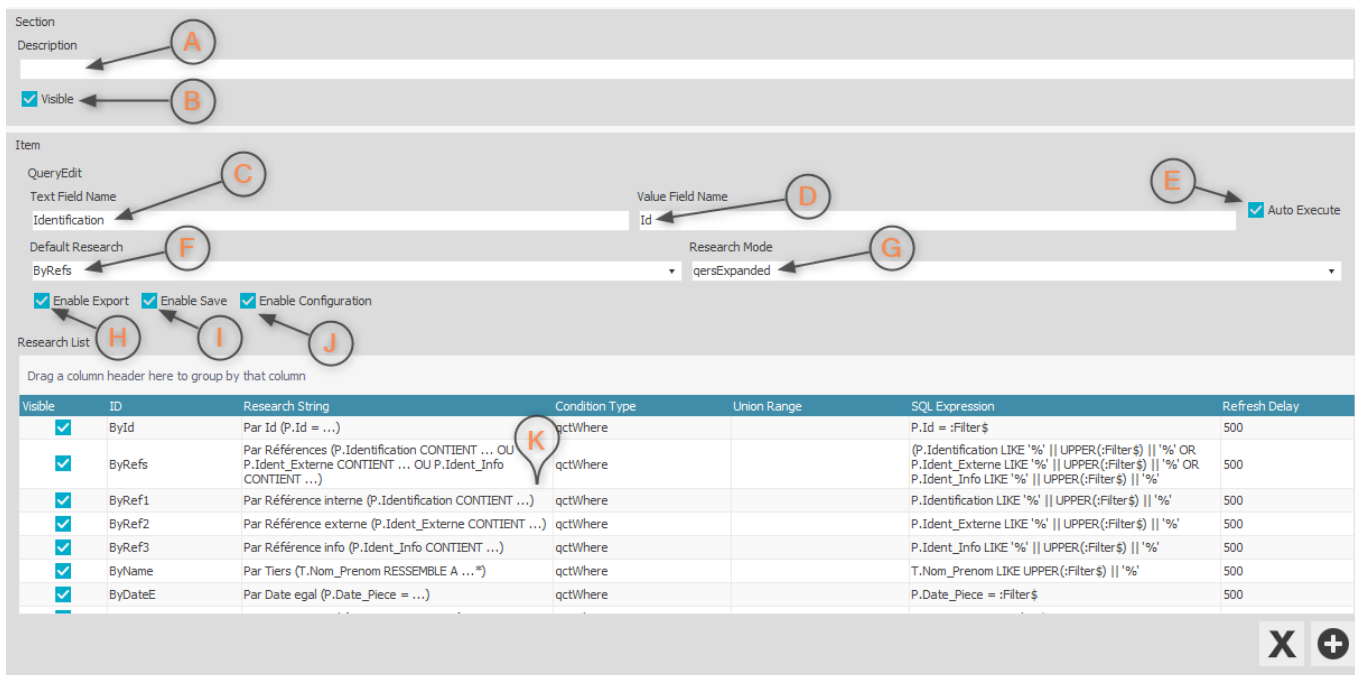 Section
Description
A
Visible
B
Item
QueryEdit
C
E
Text Field Name
Value Field Name
D
Identification
Id
Auto Execute
Default Research
F
Research Mode
G
ByRefs
qersExpanded
Enable Export Enable Save Enable Configuration
Research List
H
I
J
Drag a column header here to group by that column
Visible ID Research String Condition Type Union Range SQL Expression Refresh Delay
ById Par Id (P.Id = ...) qctWhere P.Id = :Filter$ 500
K
Par Références (P.Identification CONTIENT ... OU
P.Ident_Externe CONTIENT ... OU P.Ident_Info
CONTIENT ...)
ByRefs
qctWhere
(P.Identification LIKE '%' || UPPER(:Filter$) || '%' OR
P.Ident_Externe LIKE '%' || UPPER(:Filter$) || '%' OR
P.Ident_Info LIKE '%' || UPPER(:Filter$) || '%'
500
ByRef1 Par Référence interne (P.Identification CONTIENT ...) qctWhere P.Identification LIKE '%' || UPPER(:Filter$) || '%' 500
ByRef2 Par Référence externe (P.Ident_Externe CONTIENT ...) qctWhere P.Ident_Externe LIKE '%' || UPPER(:Filter$) || '%' 500
ByRef3 Par Référence info (P.Ident_Info CONTIENT ...) qctWhere P.Ident_Info LIKE '%' || UPPER(:Filter$) || '%' 500
ByName Par Tiers (T.Nom_Prenom RESSEMBLE A ...*) qctWhere T.Nom_Prenom LIKE UPPER(:Filter$) || '%' 500
ByDateE Par Date egal (P.Date_Piece = ...) qctWhere P.Date_Piece = :Filter$ 500